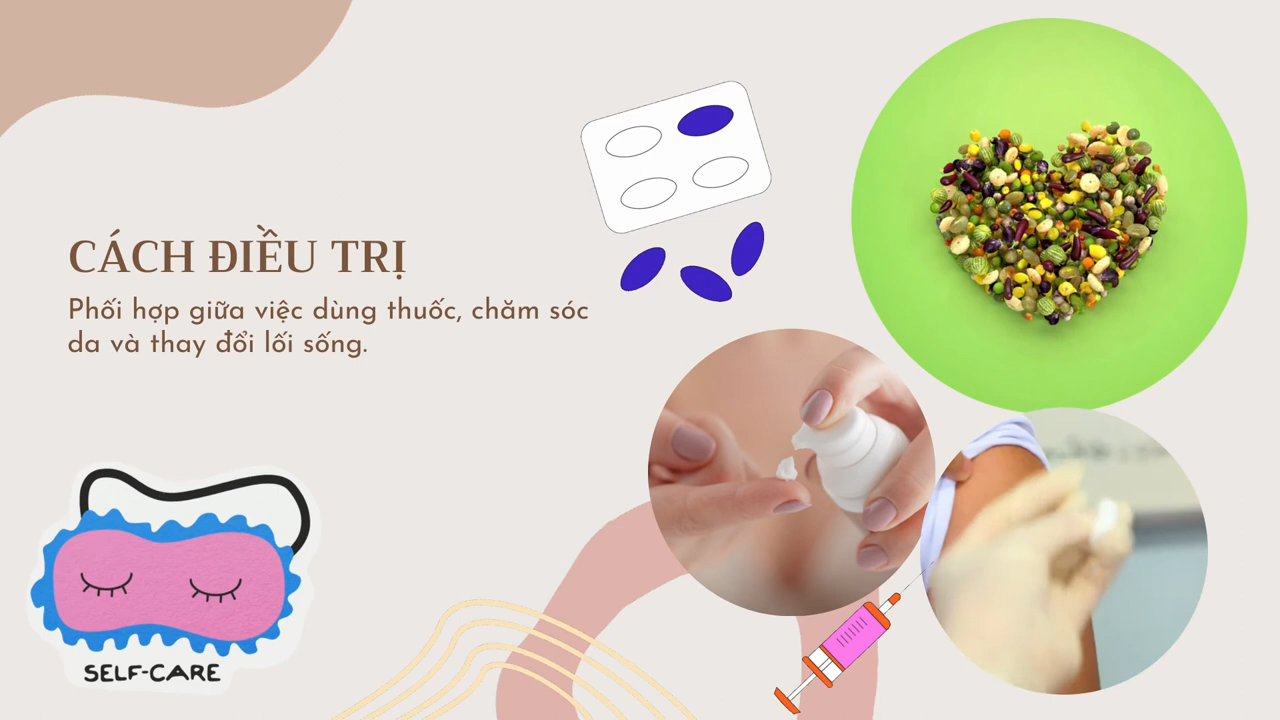 CÁCH ĐIỀU TRỊ
Phối hợp giữa việc dùng thuốc, chăm sóc
da và thay đổi lối sống.
SELF-CARE